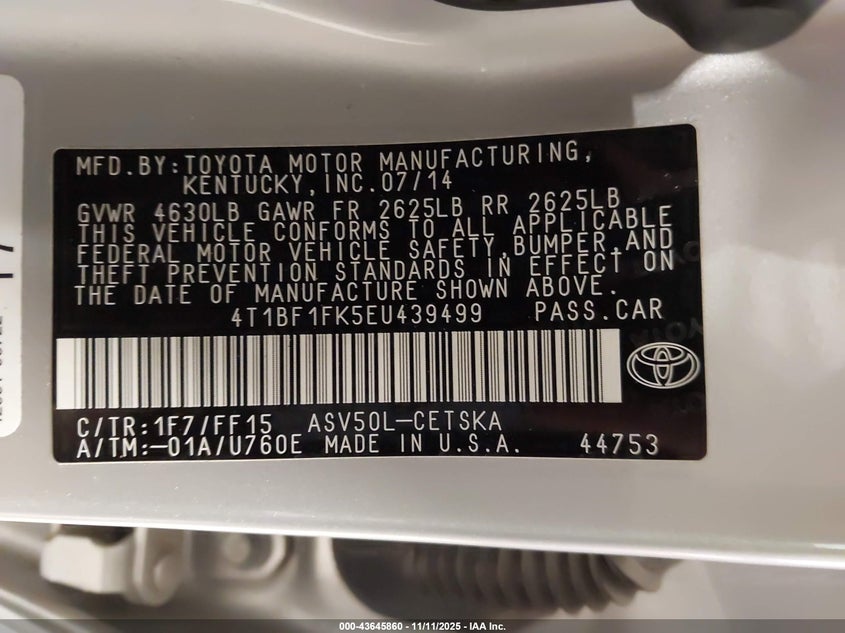 MFD.BY:TOYOTA MOTOR MANUFACTURING,
KENTUCKY,INC.07/14
GVWR 4630LB GAWR FR 2625LB RR 2625LB
THIS VEHICLE CONFORMS TO ALL APPLICABLE
FEDERAL MOTOR VEHICLE SAFETY,BUMPER,AND
THEFT PREVENTION STANDARDS IN EFFECT ON
THE DATE OF MANUFACTURE SHOWN ABOVE.
4T1BF1FK5EU439499 PASS.CAR
C/TR:1F7/FF15 ASV50L-CETSKA
A/TM:-01A/U760E MADE IN U.S.A. 44753
000-43645860 - 11/11/2025 - IAA Inc.